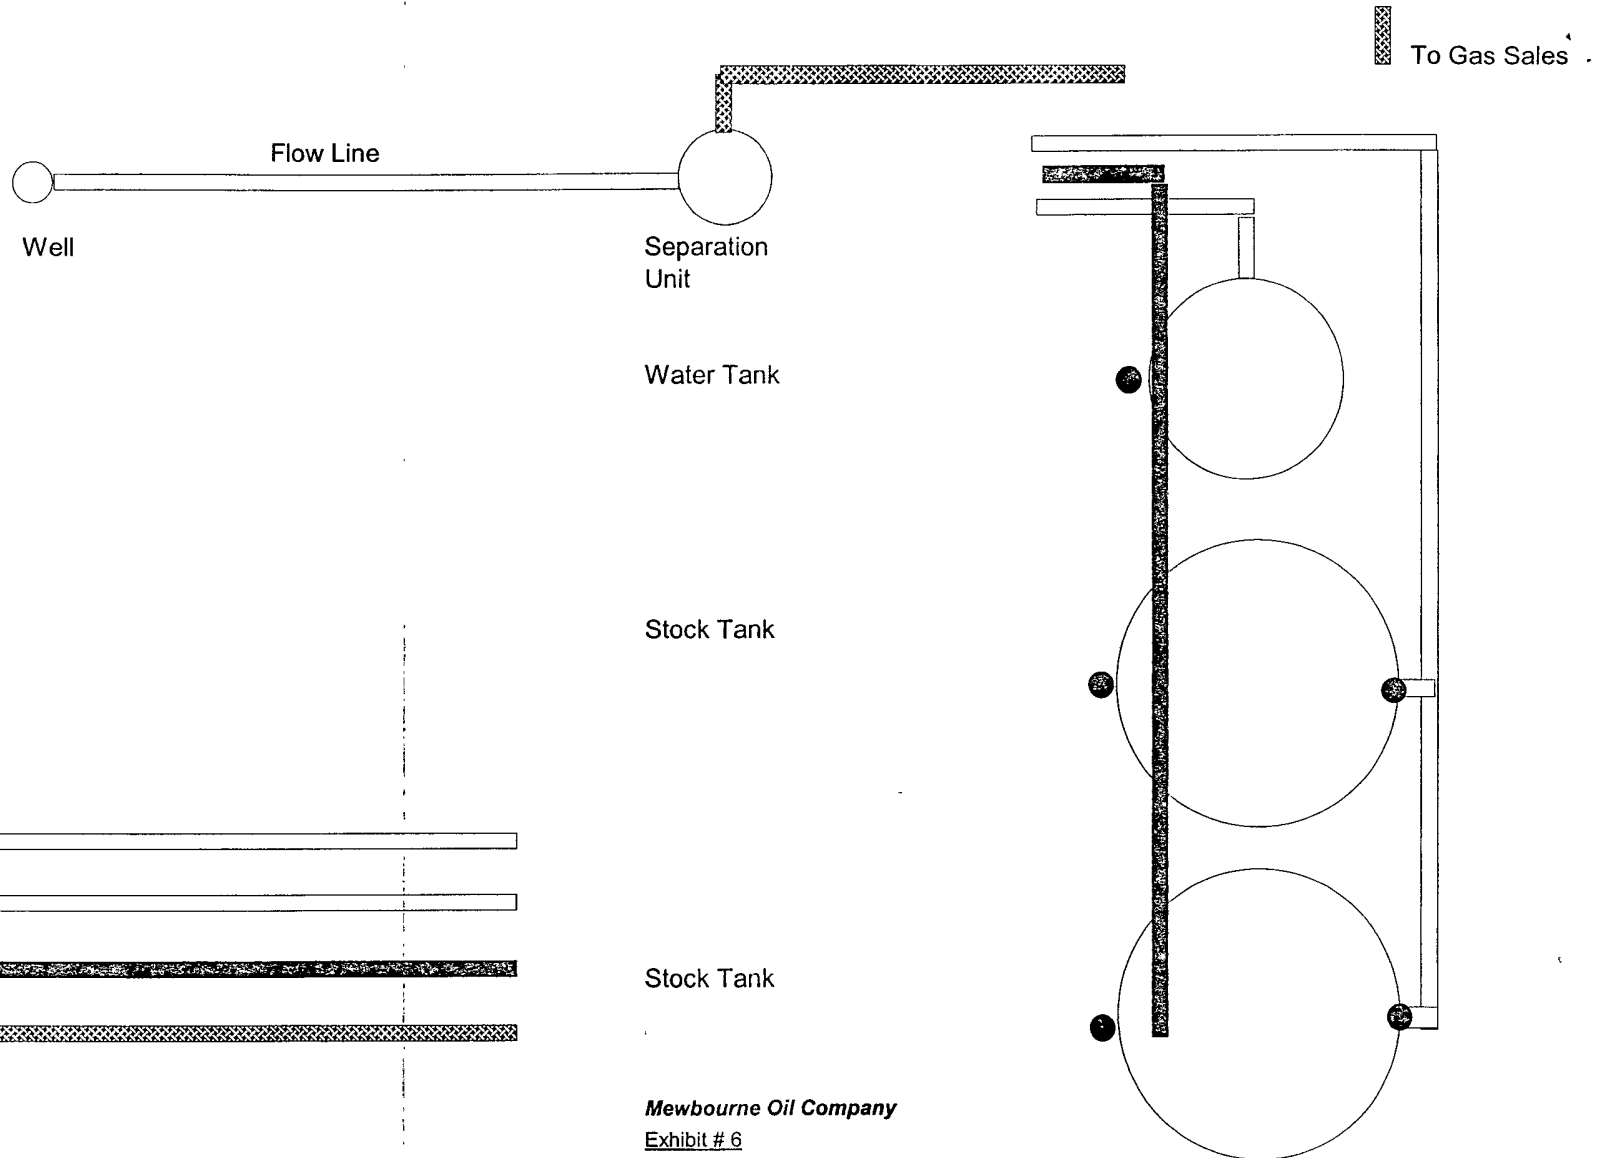 To Gas Sales
Flow Line
Well
Separation
Unit
Water Tank
Stock Tank
Stock Tank
Mewbourne Oil Company
Exhibit # 6